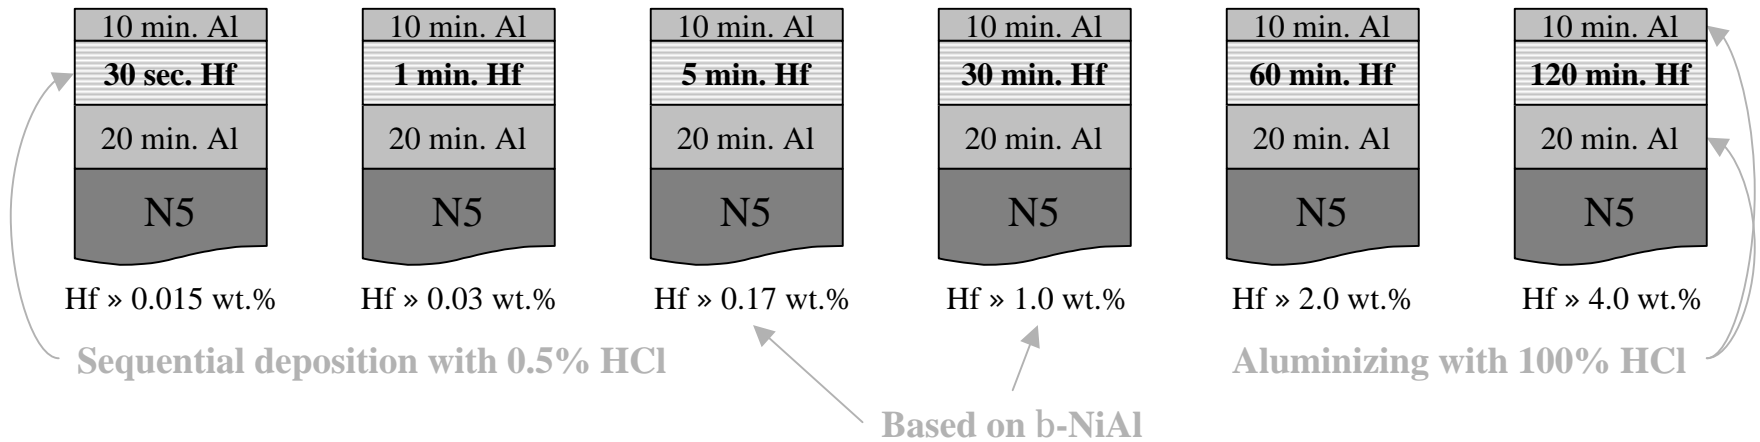 10 min. Al 10 min. Al 10 min. Al 10 min. Al 10 min. Al 10 min. Al
30 sec. Hf 1 min. Hf 5 min. Hf 30 min. Hf 60 min. Hf 120 min. Hf
20 min. Al 20 min. Al 20 min. Al 20 min. Al 20 min. Al 20 min. Al
N5 N5 N5 N5 N5 N5
Hf » 0.015 wt.% Hf » 0.03 wt.% Hf » 0.17 wt.% Hf » 1.0 wt.% Hf » 2.0 wt.% Hf » 4.0 wt.%
Sequential deposition with 0.5% HCl Aluminizing with 100% HCl
Based on b-NiAl